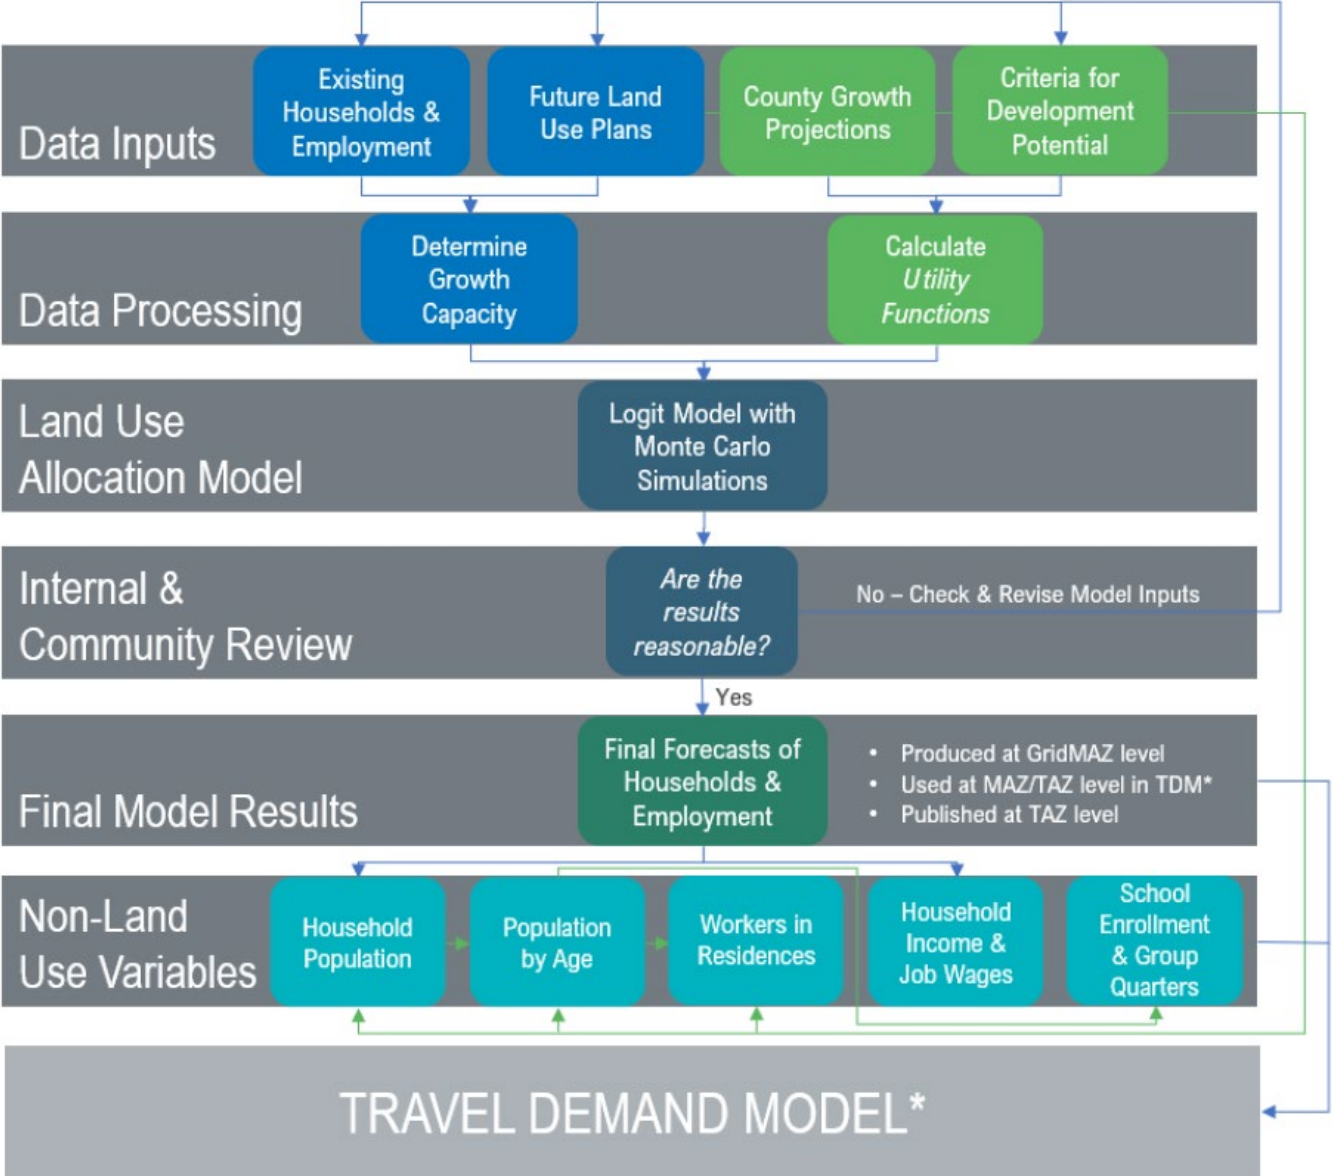 Data Inputs
Existing
Households &
Employment
Future Land
Use Plans
County Growth
Projections
Criteria for
Development
Potential
Data Processing
Determine
Growth
Capacity
Calculate
Utility
Functions
Land Use
Allocation Model
Logit Model with
Monte Carlo
Simulations
Internal &
Community Review
Are the
results
reasonable?
No – Check & Revise Model Inputs
Yes
Final Model Results
Final Forecasts of
Households &
Employment
• Produced at GridMAZ level
• Used at MAZ/TAZ level in TDM*
• Published at TAZ level
Non-Land
Use Variables
Household
Population
Population
by Age
Workers in
Residences
Household
Income &
Job Wages
School
Enrollment
& Group
Quarters
TRAVEL DEMAND MODEL*